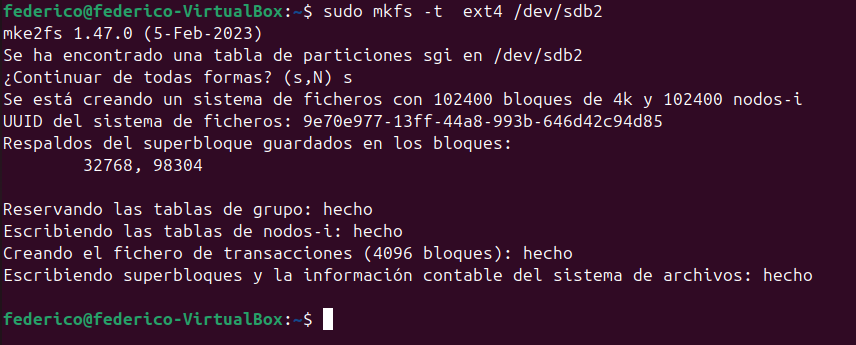 federico@federico-VirtualBox:~$ sudo mkfs -t  ext4 /dev/sdb2
mke2fs 1.47.0 (5-Feb-2023)
Se ha encontrado una tabla de particiones sgi en /dev/sdb2
¿Continuar de todas formas? (s,N) s
Se está creando un sistema de ficheros con 102400 bloques de 4k y 102400 nodos-i
UUID del sistema de ficheros: 9e70e977-13ff-44a8-993b-646d42c94d85
Respaldos del superbloque guardados en los bloques:
        32768, 98304

Reservando las tablas de grupo: hecho
Escribiendo las tablas de nodos-i: hecho
Creando el fichero de transacciones (4096 bloques): hecho
Escribiendo superbloques y la información contable del sistema de archivos: hecho

federico@federico-VirtualBox:~$